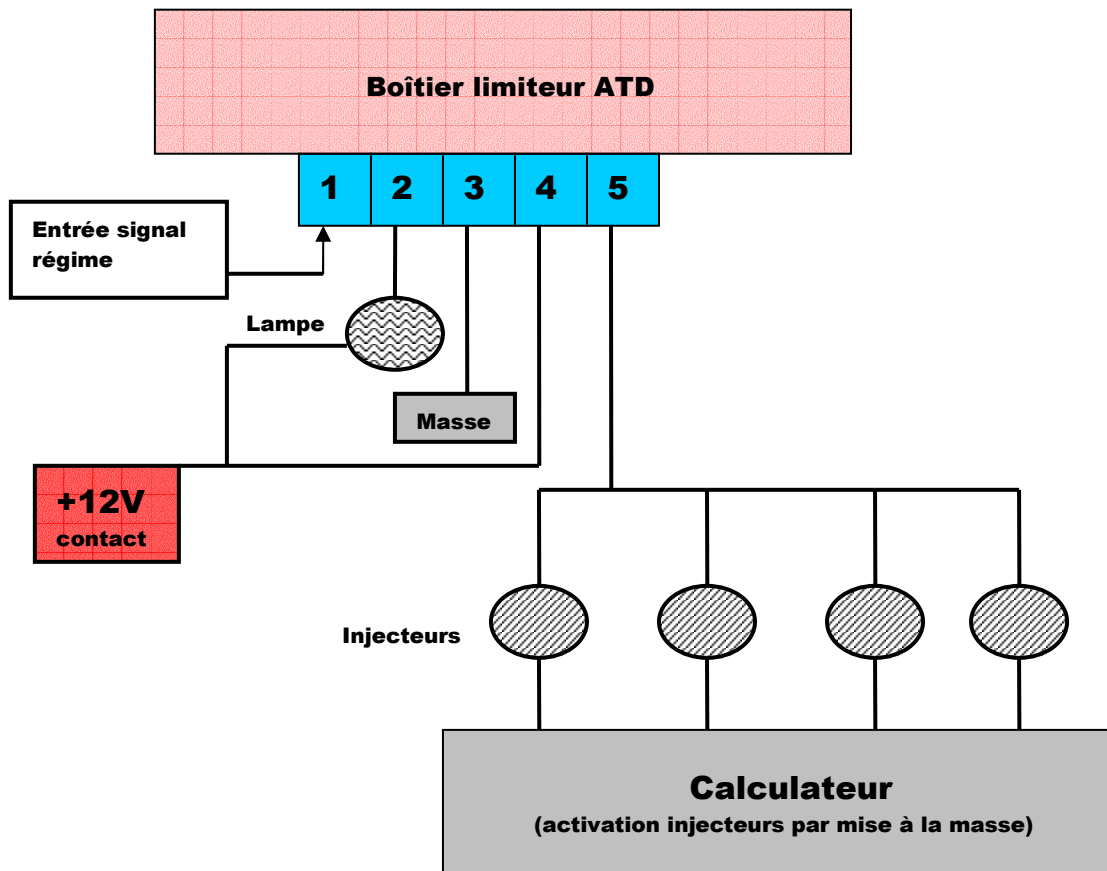 Boîtier limiteur ATD
1 2 3 4 5
Entrée signal
régime
Lampe
Masse
+12V
contact
Injecteurs
Calculateur
(activation injecteurs par mise à la masse)